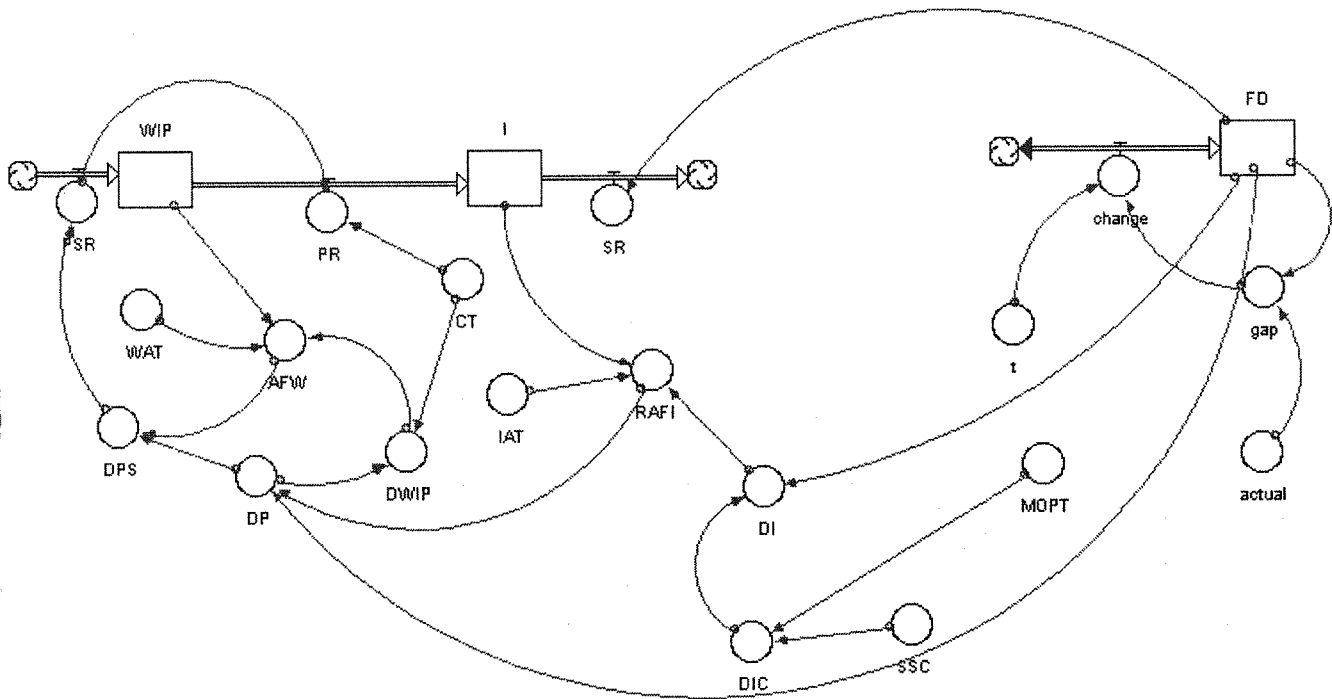 FD
WIP
I
SR
PR
SR
change
CT
gap
WAT
t
AFW
RAFI
IAT
DPS
DWIP
actual
DP
MOPT
DI
SSC
DIC